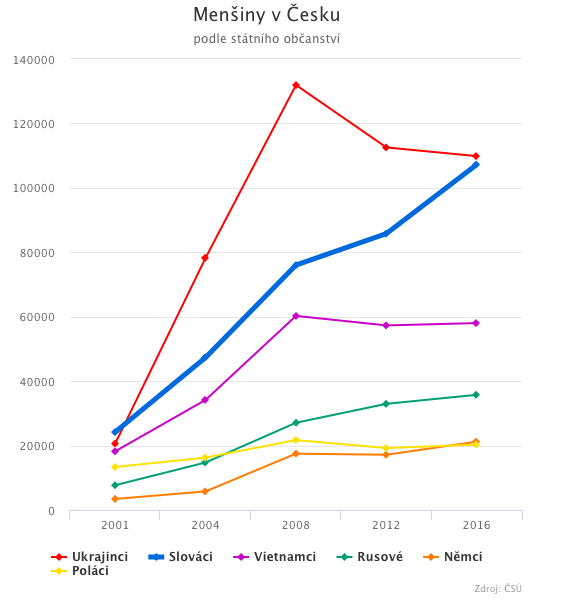 Menšiny v Česku
podle státního občanství
140000
120000
100000
80000
60000
40000
20000
0
2001 2004 2008 2012 2016
Ukrajinci Slováci Vietnamci Rusové Němci
Poláci
Zdroj: ČSÚ